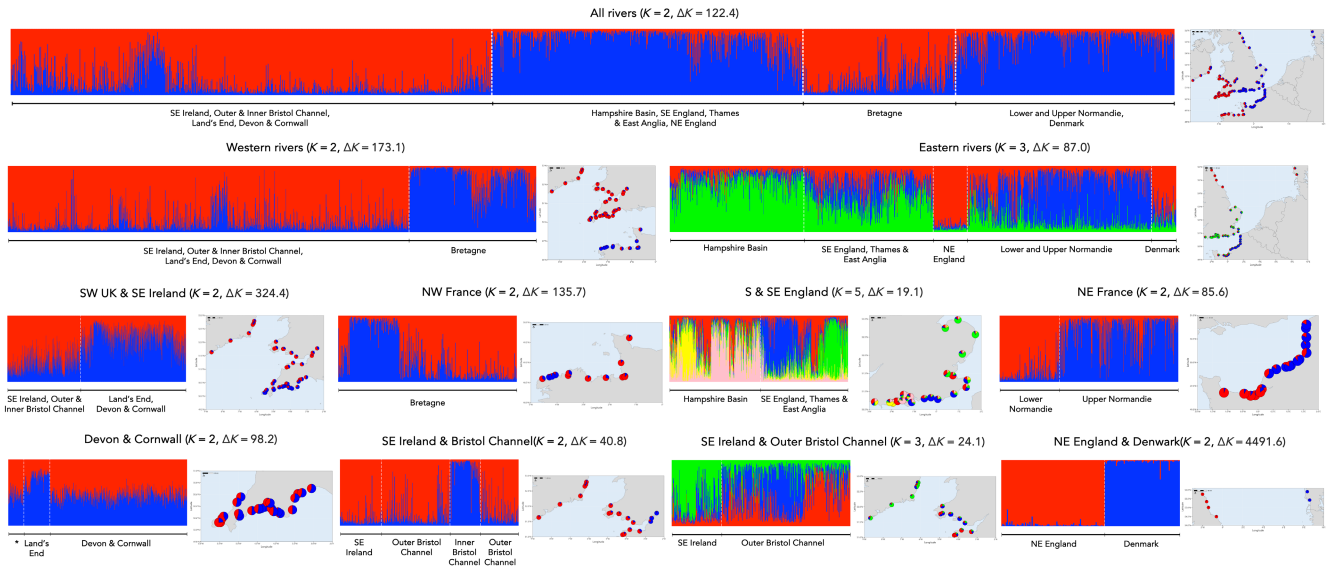 All rivers (K = 2, ΔK = 122.4)
SE Ireland, Outer & Inner Bristol Channel,
Land's End, Devon & Cornwall
Hampshire Basin, SE England, Thames
& East Anglia, NE England
Bretagne
Lower and Upper Normandie,
Denmark
Western rivers (K = 2, ΔK = 173.1)
SE Ireland, Outer & Inner Bristol Channel,
Land's End, Devon & Cornwall
Bretagne
Eastern rivers (K = 3, ΔK = 87.0)
Hampshire Basin
SE England, Thames &
East Anglia
NE
England
Lower and Upper Normandie
Denmark
SW UK & SE Ireland (K = 2, ΔK = 324.4)
SE Ireland, Outer &
Inner Bristol Channel
Land's End,
Devon & Cornwall
NW France (K = 2, ΔK = 135.7)
Bretagne
S & SE England (K = 5, ΔK = 19.1)
Hampshire Basin
SE England, Thames &
East Anglia
NE France (K = 2, ΔK = 85.6)
Lower
Normandie
Upper Normandie
Devon & Cornwall (K = 2, ΔK = 98.2)
*
Land's
End
Devon & Cornwall
SE Ireland & Bristol Channel(K = 2, ΔK = 40.8)
SE
Ireland
Outer Bristol
Channel
Inner
Bristol
Channel
Outer
Bristol
Channel
SE Ireland & Outer Bristol Channel (K = 3, ΔK = 24.1)
SE Ireland
Outer Bristol Channel
NE England & Denwark(K = 2, ΔK = 4491.6)
NE England
Denmark
Longitude